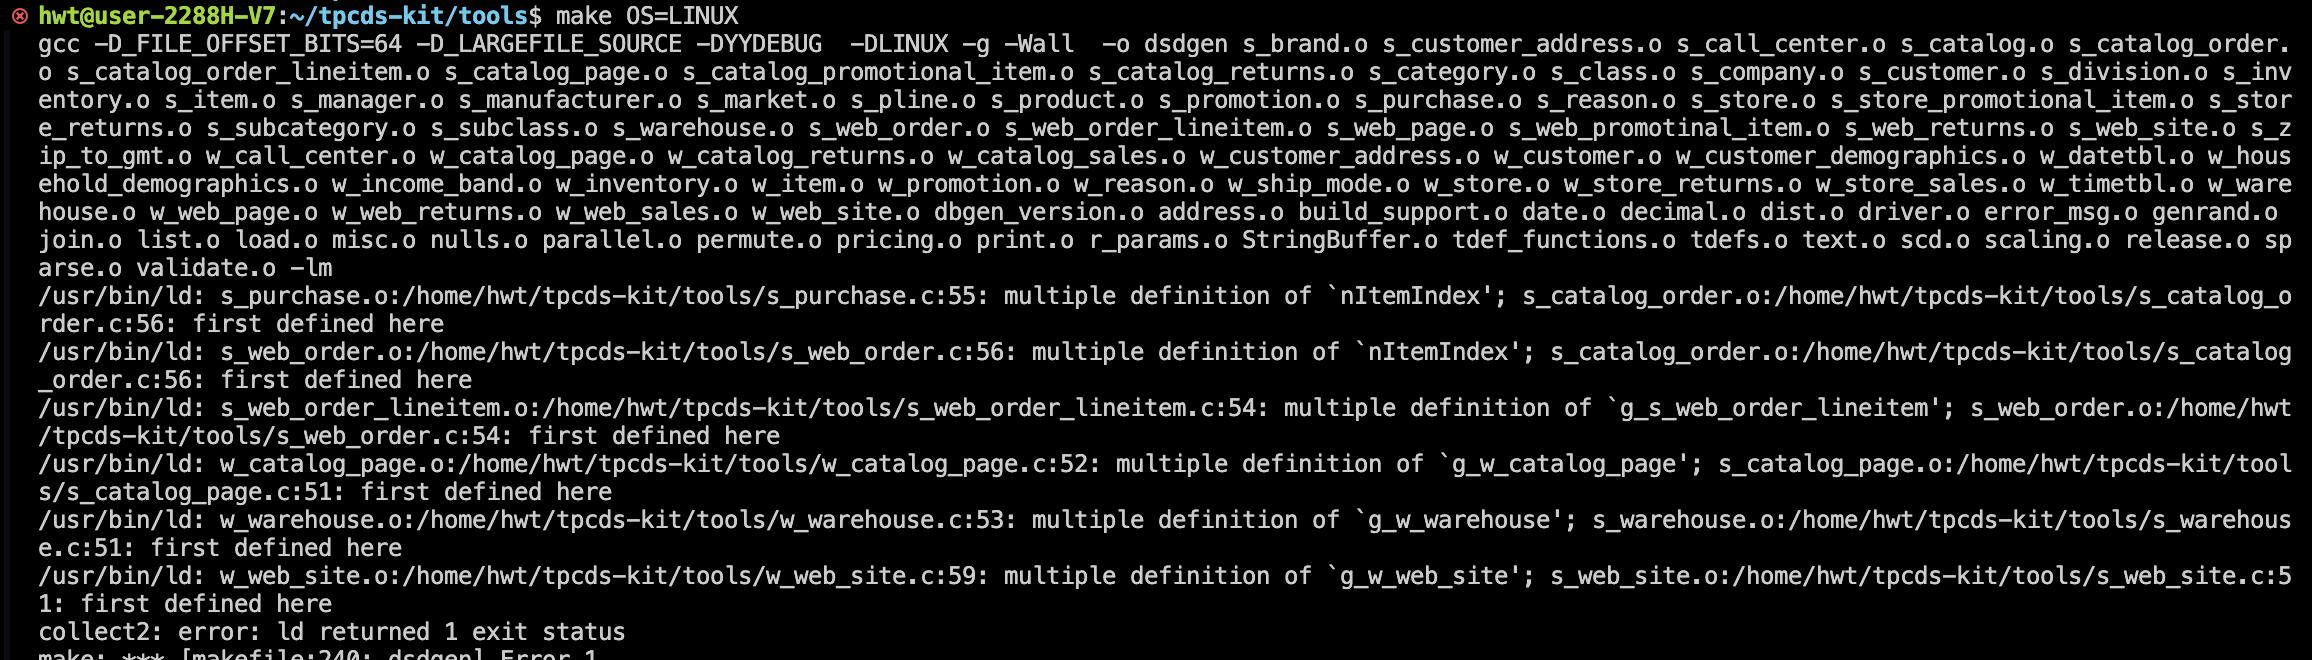 hwt@user-2288H-V7:~/tpcds-kit/tools$ make OS=LINUX
gcc -D_FILE_OFFSET_BITS=64 -D_LARGEFILE_SOURCE -DYYDEBUG  -DLINUX -g -Wall  -o dsdgen s_brand.o s_customer_address.o s_call_center.o s_catalog.o s_catalog_order.
o s_catalog_order_lineitem.o s_catalog_page.o s_catalog_promotional_item.o s_catalog_returns.o s_category.o s_class.o s_company.o s_customer.o s_division.o s_inv
entory.o s_item.o s_manager.o s_manufacturer.o s_market.o s_pline.o s_product.o s_promotion.o s_purchase.o s_reason.o s_store.o s_store_promotional_item.o s_stor
e_returns.o s_subcategory.o s_subclass.o s_warehouse.o s_web_order.o s_web_order_lineitem.o s_web_page.o s_web_promotinal_item.o s_web_returns.o s_web_site.o s_z
ip_to_gmt.o w_call_center.o w_catalog_page.o w_catalog_returns.o w_catalog_sales.o w_customer_address.o w_customer.o w_customer_demographics.o w_datetbl.o w_hous
ehold_demographics.o w_income_band.o w_inventory.o w_item.o w_promotion.o w_reason.o w_ship_mode.o w_store.o w_store_returns.o w_store_sales.o w_timetbl.o w_ware
house.o w_web_page.o w_web_returns.o w_web_sales.o w_web_site.o dbgen_version.o address.o build_support.o date.o decimal.o dist.o driver.o error_msg.o genrand.o
join.o list.o load.o misc.o nulls.o parallel.o permute.o pricing.o print.o r_params.o StringBuffer.o tdef_functions.o tdefs.o text.o scd.o scaling.o release.o sp
arse.o validate.o -lm
/usr/bin/ld: s_purchase.o:/home/hwt/tpcds-kit/tools/s_purchase.c:55: multiple definition of `nItemIndex'; s_catalog_order.o:/home/hwt/tpcds-kit/tools/s_catalog_o
rder.c:56: first defined here
/usr/bin/ld: s_web_order.o:/home/hwt/tpcds-kit/tools/s_web_order.c:56: multiple definition of `nItemIndex'; s_catalog_order.o:/home/hwt/tpcds-kit/tools/s_catalog
_order.c:56: first defined here
/usr/bin/ld: s_web_order_lineitem.o:/home/hwt/tpcds-kit/tools/s_web_order_lineitem.c:54: multiple definition of `g_s_web_order_lineitem'; s_web_order.o:/home/hwt
/tpcds-kit/tools/s_web_order.c:54: first defined here
/usr/bin/ld: w_catalog_page.o:/home/hwt/tpcds-kit/tools/w_catalog_page.c:52: multiple definition of `g_w_catalog_page'; s_catalog_page.o:/home/hwt/tpcds-kit/tool
s/s_catalog_page.c:51: first defined here
/usr/bin/ld: w_warehouse.o:/home/hwt/tpcds-kit/tools/w_warehouse.c:53: multiple definition of `g_w_warehouse'; s_warehouse.o:/home/hwt/tpcds-kit/tools/s_warehous
e.c:51: first defined here
/usr/bin/ld: w_web_site.o:/home/hwt/tpcds-kit/tools/w_web_site.c:59: multiple definition of `g_w_web_site'; s_web_site.o:/home/hwt/tpcds-kit/tools/s_web_site.c:5
1: first defined here
collect2: error: ld returned 1 exit status
make: *** [makefile:240: dsdgen] Error 1